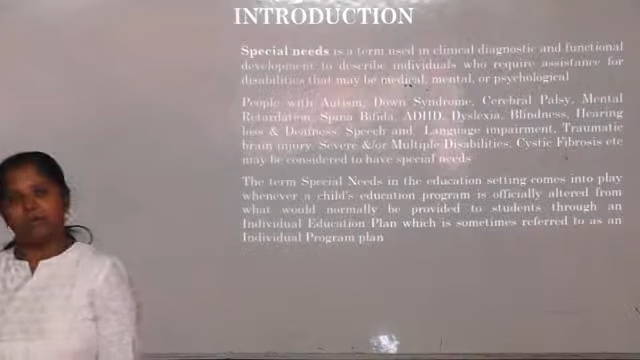 INTRODUCTION
Special needs is a term used in clinical diagnostic and functional
development to describe individuals who require assistance for
disabilities that may be medical, mental, or psychological
People with Autism, Down Syndrome, Cerebral Palsy, Mental
Retardation, Spina Bifida, ADHD, Dyslexia, Blindness, Hearing
loss & Deafness, Speech and Language impairment, Traumatic
brain injury, Severe &/or Multiple Disabilities, Cystic Fibrosis etc
may be considered to have special needs
The term Special Needs in the education setting comes into play
whenever a child's education program is officially altered from
what would normally be provided to students through an
Individual Education Plan which is sometimes referred to as an
Individual Program plan